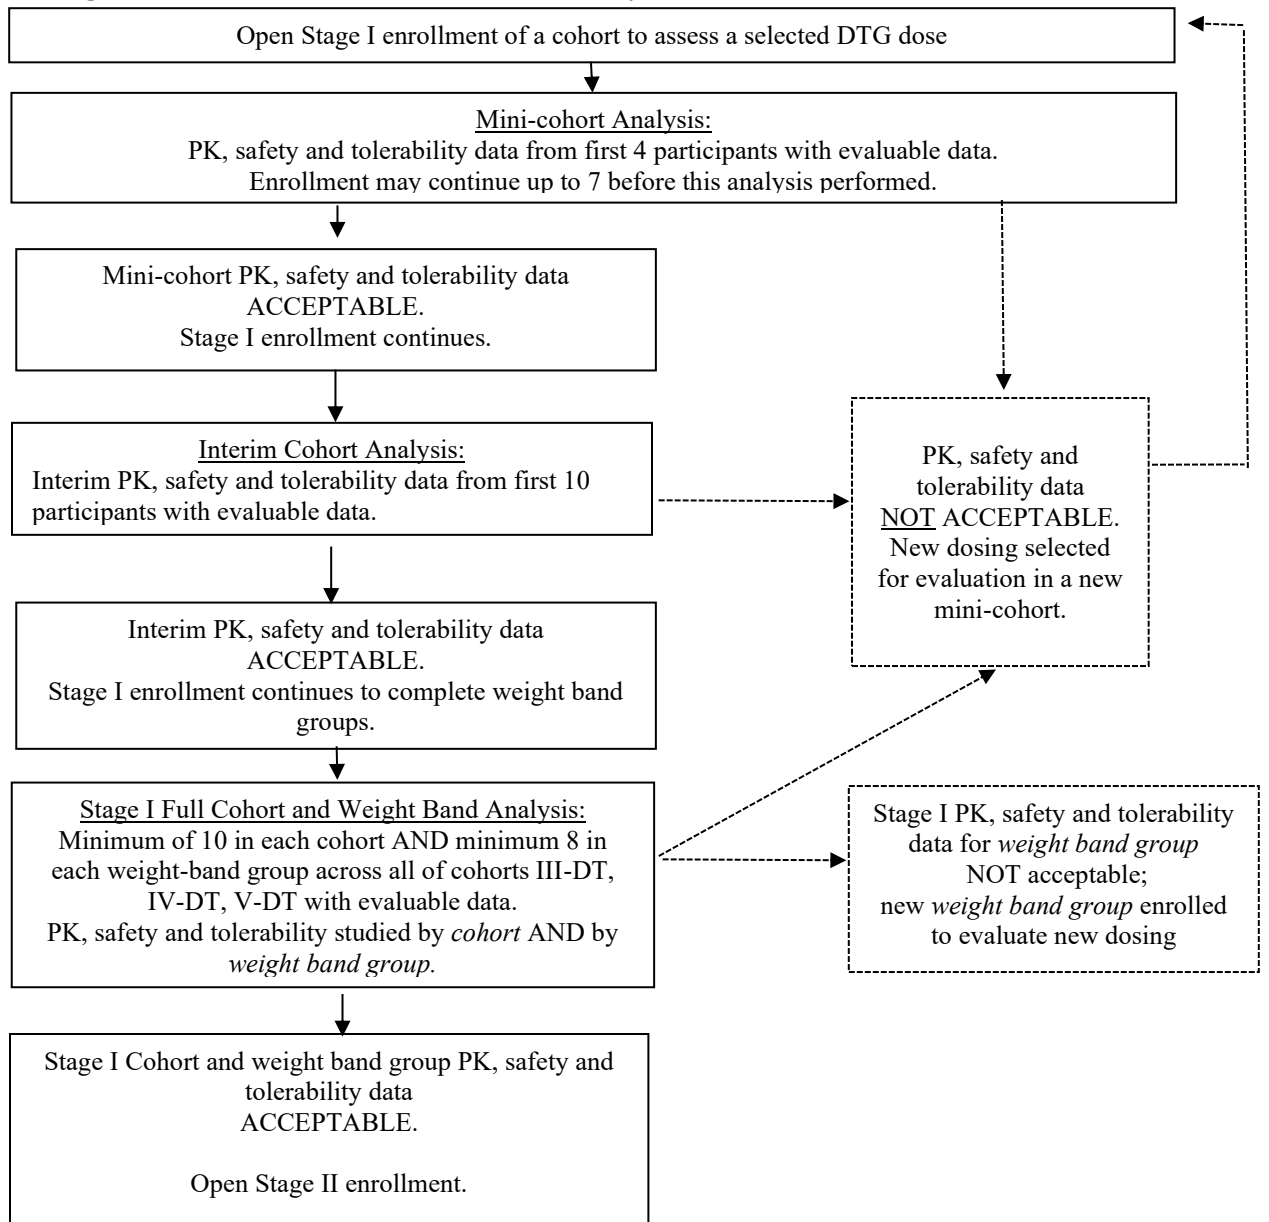 Open Stage I enrollment of a cohort to assess a selected DTG dose
Mini-cohort Analysis:
PK, safety and tolerability data from first 4 participants with evaluable data.
Enrollment may continue up to 7 before this analysis performed.
Mini-cohort PK, safety and tolerability data
ACCEPTABLE.
Stage I enrollment continues.
Interim Cohort Analysis:
Interim PK, safety and tolerability data from first 10
participants with evaluable data.
PK, safety and
tolerability data
NOT ACCEPTABLE.
New dosing selected
for evaluation in a new
mini-cohort.
Interim PK, safety and tolerability data
ACCEPTABLE.
Stage I enrollment continues to complete weight band
groups.
Stage I Full Cohort and Weight Band Analysis:
Minimum of 10 in each cohort AND minimum 8 in
each weight-band group across all of cohorts III-DT,
IV-DT, V-DT with evaluable data.
PK, safety and tolerability studied by cohort AND by
weight band group.
Stage I PK, safety and tolerability
data for weight band group
NOT acceptable;
new weight band group enrolled
to evaluate new dosing
Stage I Cohort and weight band group PK, safety and
tolerability data
ACCEPTABLE.
Open Stage II enrollment.